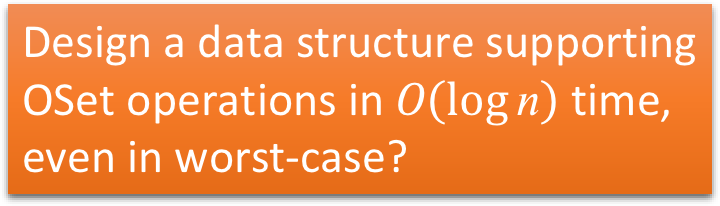 Design a data structure supporting
OSet operations in O(log n) time,
even in worst-case?